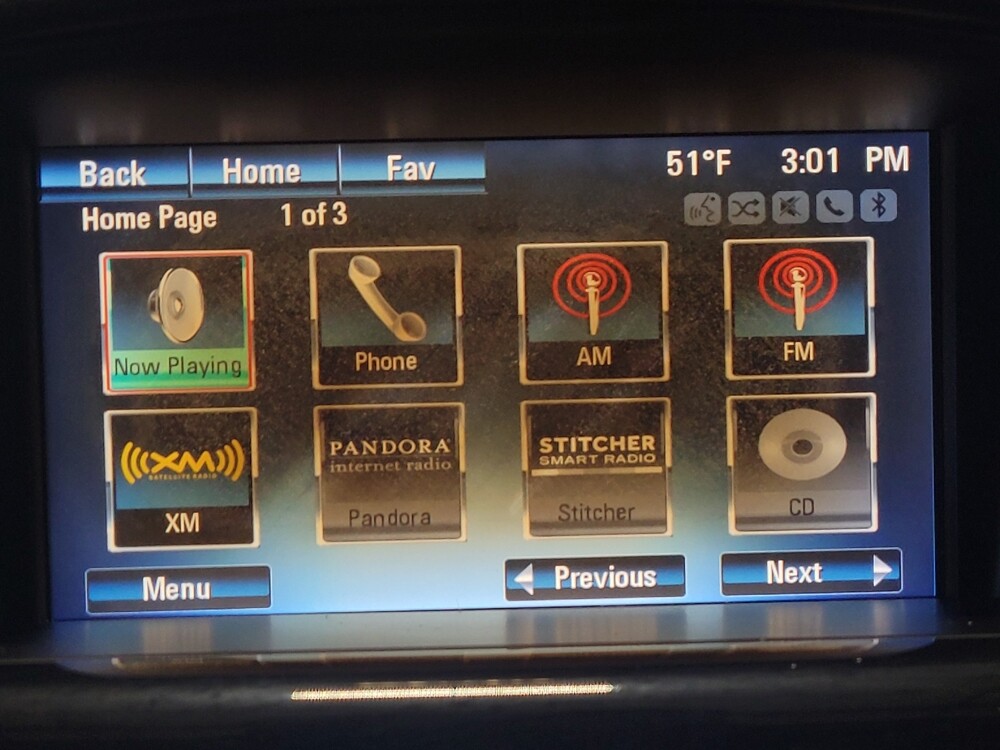 Back Home Fav 51°F 3:01 PM
Home Page 1 of 3
Now Playing Phone AM FM
XM
SATELLITE RADIO
PANDORA
internet radio
STITCHER
SMART RADIO
XM Pandora Stitcher CD
Menu Previous Next